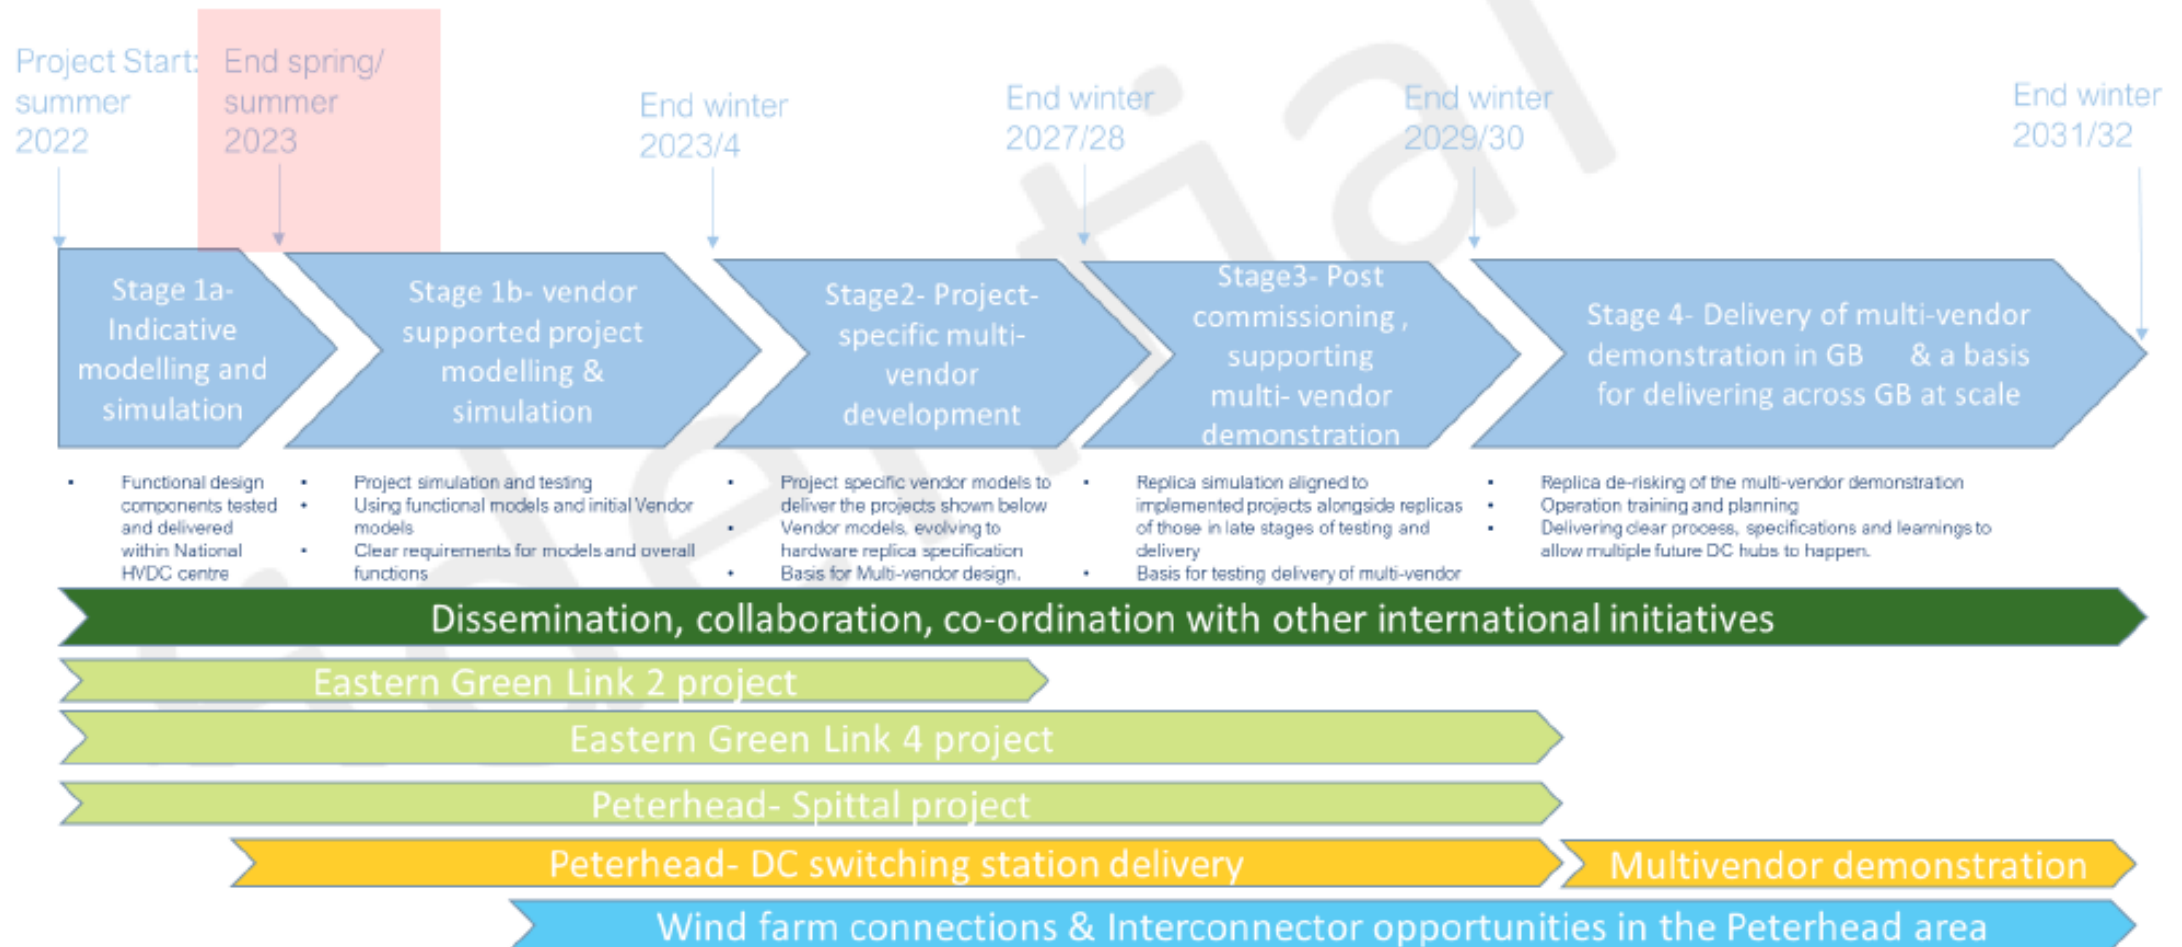 Project Start:
summer
2022
End spring/
summer
2023
End winter
2023/4
End winter
2027/28
End winter
2029/30
End winter
2031/32
Stage 1a-
Indicative
modelling and
simulation
Stage 1b- vendor
supported project
modelling &
simulation
Stage2- Project-
specific multi-
vendor
development
Stage3- Post
commissioning ,
supporting
multi- vendor
demonstration
Stage 4- Delivery of multi-vendor
demonstration in GB & a basis
for delivering across GB at scale
• Functional design
components tested
and delivered
within National
HVDC centre
• Project simulation and testing
• Using functional models and initial Vendor
models
• Clear requirements for models and overall
functions
• Project specific vendor models to
deliver the projects shown below
• Vendor models, evolving to
hardware replica specification
• Basis for Multi-vendor design.
• Replica simulation aligned to
implemented projects alongside replicas
of those in late stages of testing and
delivery
• Basis for testing delivery of multi-vendor
• Replica de-risking of the multi-vendor demonstration
• Operation training and planning
• Delivering clear process, specifications and learnings to
allow multiple future DC hubs to happen.
Dissemination, collaboration, co-ordination with other international initiatives
Eastern Green Link 2 project
Eastern Green Link 4 project
Peterhead- Spittal project
Peterhead- DC switching station delivery
Multivendor demonstration
Wind farm connections & Interconnector opportunities in the Peterhead area
idential